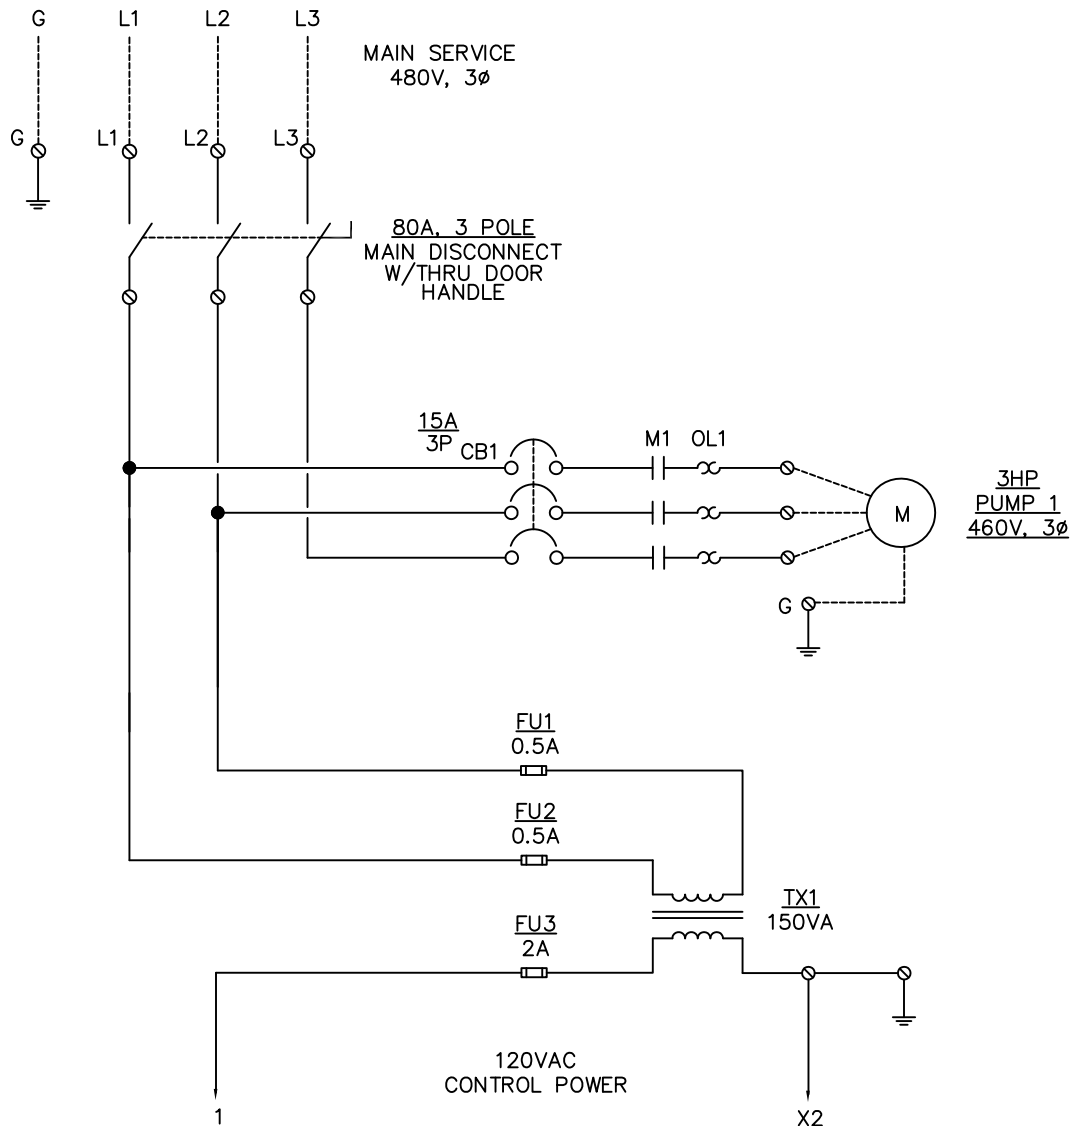 G L1 L2 L3
MAIN SERVICE
480V, 3ø
G L1 L2 L3
80A, 3 POLE
MAIN DISCONNECT
W/THRU DOOR
HANDLE
15A
3P CB1 M1 OL1
M
3HP
PUMP 1
460V, 3ø
G
FU1
0.5A
FU2
0.5A
TX1
150VA
FU3
2A
120VAC
CONTROL POWER
1 X2